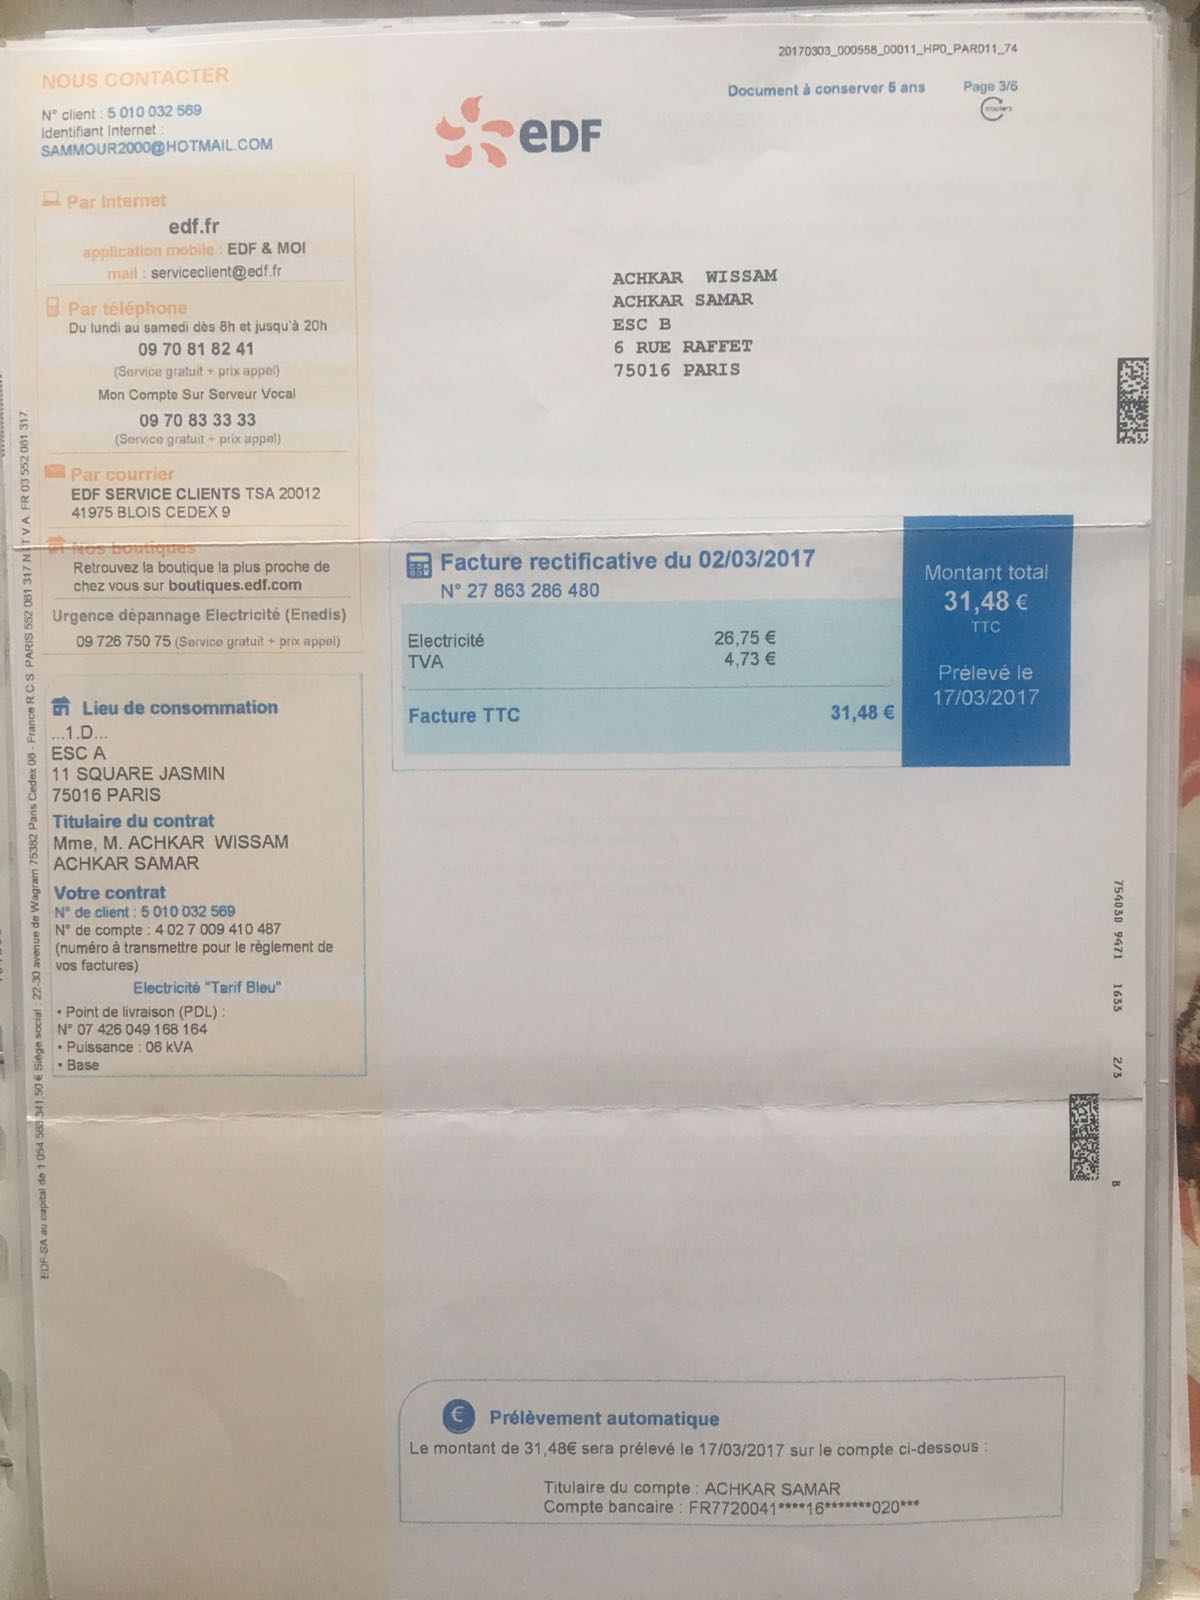 20170303_000558_00011_HP0_PAR011_74
NOUS CONTACTER
N° client : 5 010 032 569
Identifiant Internet :
SAMMOUR2000@HOTMAIL.COM
Document à conserver 5 ans
Page 3/6
edF
Par Internet
edf.fr
application mobile : EDF & MOI
mail : serviceclient@edf.fr
Par téléphone
Du lundi au samedi dès 8h et jusqu'à 20h
09 70 81 82 41
(Service gratuit + prix appel)
Mon Compte Sur Serveur Vocal
09 70 83 33 33
(Service gratuit + prix appel)
Par courrier
EDF SERVICE CLIENTS TSA 20012
41975 BLOIS CEDEX 9
Nos boutiques
Retrouvez la boutique la plus proche de
chez vous sur boutiques.edf.com
Urgence dépannage Electricité (Enedis)
09 726 750 75 (Service gratuit + prix appel)
ACHKAR WISSAM
ACHKAR SAMAR
ESC B
6 RUE RAFFET
75016 PARIS
Facture rectificative du 02/03/2017
N° 27 863 286 480
Electricité 26,75 €
TVA 4,73 €
Facture TTC 31,48 €
Montant total
31,48 €
TTC
Prélevé le
17/03/2017
Lieu de consommation
...1.D...
ESC A
11 SQUARE JASMIN
75016 PARIS
Titulaire du contrat
Mme, M. ACHKAR WISSAM
ACHKAR SAMAR
Votre contrat
N° de client : 5 010 032 569
N° de compte : 4 02 7 009 410 487
(numéro à transmettre pour le règlement de
vos factures)
Electricité "Tarif Bleu"
• Point de livraison (PDL) :
N° 07 426 049 168 164
• Puissance : 06 kVA
• Base
EDF-SA au capital de 1 054 568 341,50 € Siège social : 22-30 avenue de Wagram 75382 Paris Cedex 08 - France R C S PARIS 552 081 317 N° T V.A. FR 03 552 081 317
754030 9471 1633 2/3
B
Prélèvement automatique
Le montant de 31,48€ sera prélevé le 17/03/2017 sur le compte ci-dessous :
Titulaire du compte : ACHKAR SAMAR
Compte bancaire : FR7720041****16*******020***